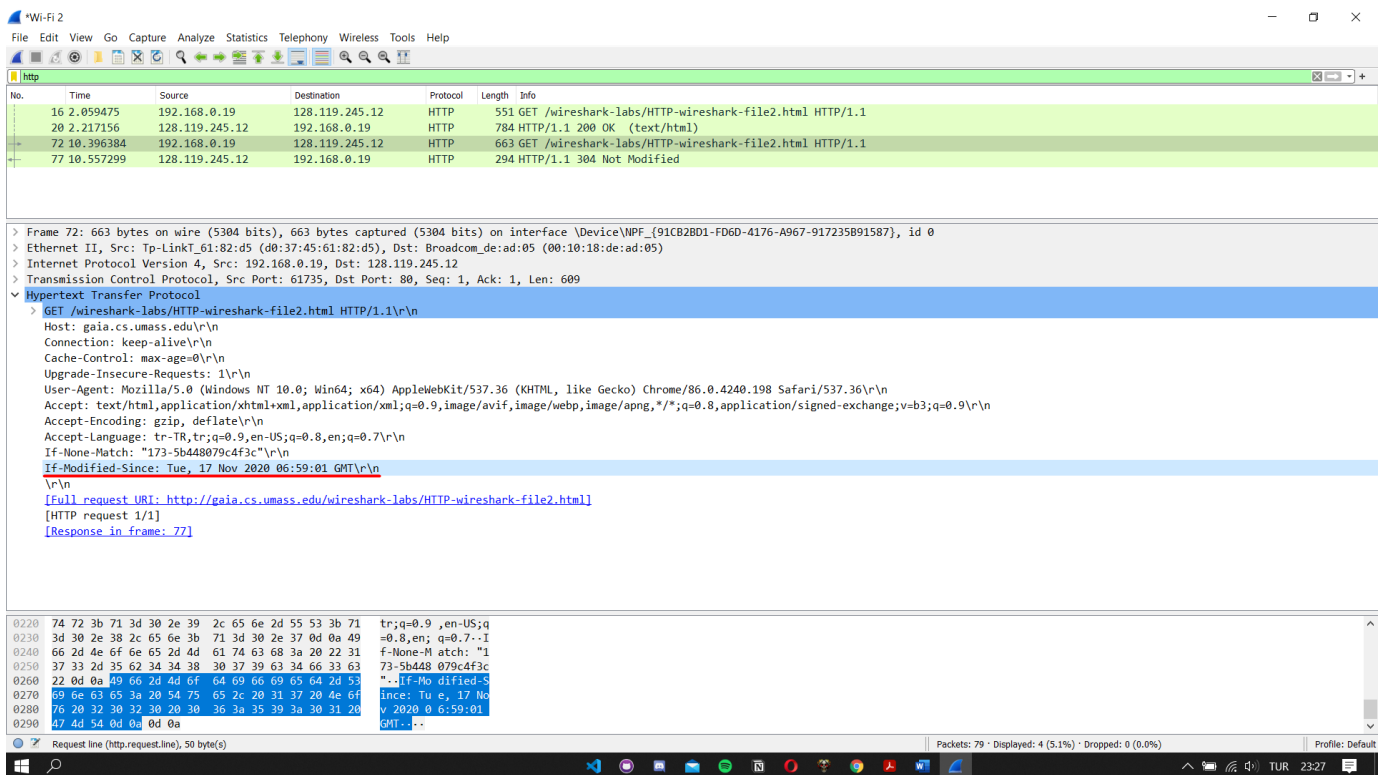 *Wi-Fi 2
File Edit View Go Capture Analyze Statistics Telephony Wireless Tools Help
http
No. Time Source Destination Protocol Length Info
16 2.059475 192.168.0.19 128.119.245.12 HTTP 551 GET /wireshark-labs/HTTP-wireshark-file2.html HTTP/1.1
20 2.217156 128.119.245.12 192.168.0.19 HTTP 784 HTTP/1.1 200 OK (text/html)
72 10.396384 192.168.0.19 128.119.245.12 HTTP 663 GET /wireshark-labs/HTTP-wireshark-file2.html HTTP/1.1
77 10.557299 128.119.245.12 192.168.0.19 HTTP 294 HTTP/1.1 304 Not Modified
Frame 72: 663 bytes on wire (5304 bits), 663 bytes captured (5304 bits) on interface \Device\NPF_{91CB2BD1-FD6D-4176-A967-917235B91587}, id 0
Ethernet II, Src: Tp-LinkT_61:82:d5 (d0:37:45:61:82:d5), Dst: Broadcom_de:ad:05 (00:10:18:de:ad:05)
Internet Protocol Version 4, Src: 192.168.0.19, Dst: 128.119.245.12
Transmission Control Protocol, Src Port: 61735, Dst Port: 80, Seq: 1, Ack: 1, Len: 609
Hypertext Transfer Protocol
GET /wireshark-labs/HTTP-wireshark-file2.html HTTP/1.1\r\n
Host: gaia.cs.umass.edu\r\n
Connection: keep-alive\r\n
Cache-Control: max-age=0\r\n
Upgrade-Insecure-Requests: 1\r\n
User-Agent: Mozilla/5.0 (Windows NT 10.0; Win64; x64) AppleWebKit/537.36 (KHTML, like Gecko) Chrome/86.0.4240.198 Safari/537.36\r\n
Accept: text/html,application/xhtml+xml,application/xml;q=0.9,image/avif,image/webp,image/apng,*/*;q=0.8,application/signed-exchange;v=b3;q=0.9\r\n
Accept-Encoding: gzip, deflate\r\n
Accept-Language: tr-TR,tr;q=0.9,en-US;q=0.8,en;q=0.7\r\n
If-None-Match: "173-5b448079c4f3c"\r\n
If-Modified-Since: Tue, 17 Nov 2020 06:59:01 GMT\r\n
\r\n
[Full request URI: http://gaia.cs.umass.edu/wireshark-labs/HTTP-wireshark-file2.html]
[HTTP request 1/1]
[Response in frame: 77]
0220 74 72 3b 71 3d 30 2e 39 2c 65 6e 2d 55 53 3b 71 tr;q=0.9 ,en-US;q
0230 3d 30 2e 38 2c 65 6e 3b 71 3d 30 2e 37 0d 0a 49 =0.8,en; q=0.7··I
0240 66 2d 4e 6f 6e 65 2d 4d 61 74 63 68 3a 20 22 31 f-None-M atch: "1
0250 37 33 2d 35 62 34 34 38 30 37 39 63 34 66 33 63 73-5b448 079c4f3c
0260 22 0d 0a 49 66 2d 4d 6f 64 69 66 69 65 64 2d 53 "··If-Mo dified-S
0270 69 6e 63 65 3a 20 54 75 65 2c 20 31 37 20 4e 6f ince: Tu e, 17 No
0280 76 20 32 30 32 30 20 30 36 3a 35 39 3a 30 31 20 v 2020 0 6:59:01
0290 47 4d 54 0d 0a 0d 0a GMT····
Request line (http.request.line), 50 byte(s) Packets: 79 · Displayed: 4 (5.1%) · Dropped: 0 (0.0%) Profile: Default
TUR 23:27